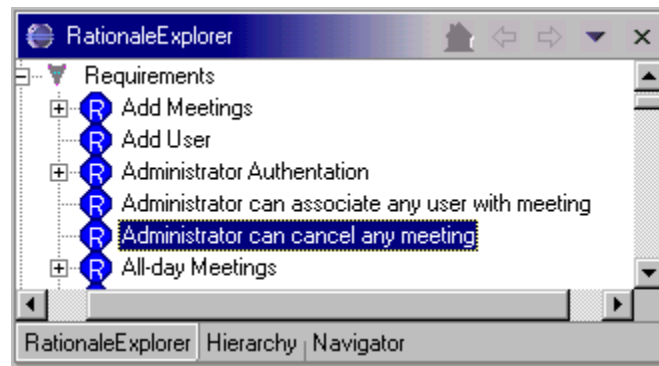 RationaleExplorer
Requirements
R Add Meetings
R Add User
R Administrator Authentation
R Administrator can associate any user with meeting
R Administrator can cancel any meeting
R All-day Meetings
RationaleExplorer Hierarchy Navigator